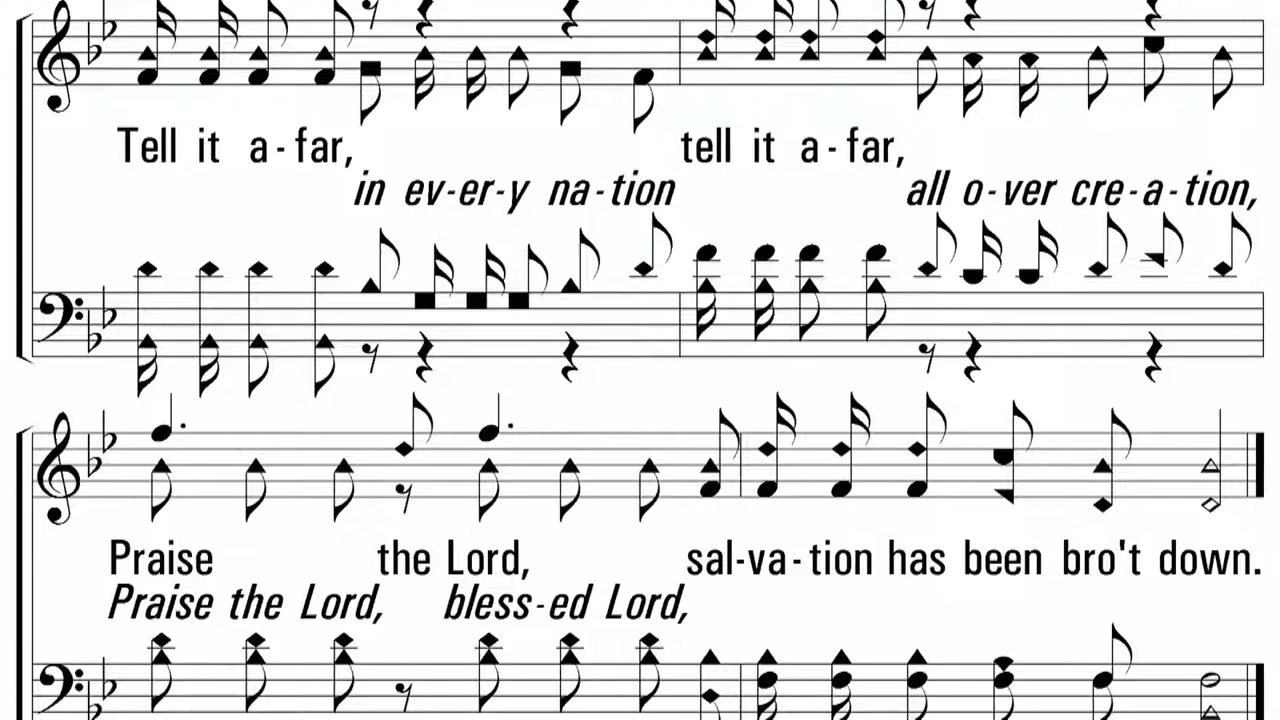 Tell it a-far, tell it a-far,
in ev-er-y na-tion all o-ver cre-a-tion,
Praise the Lord, sal-va-tion has been bro't down.
Praise the Lord, bless-ed Lord,